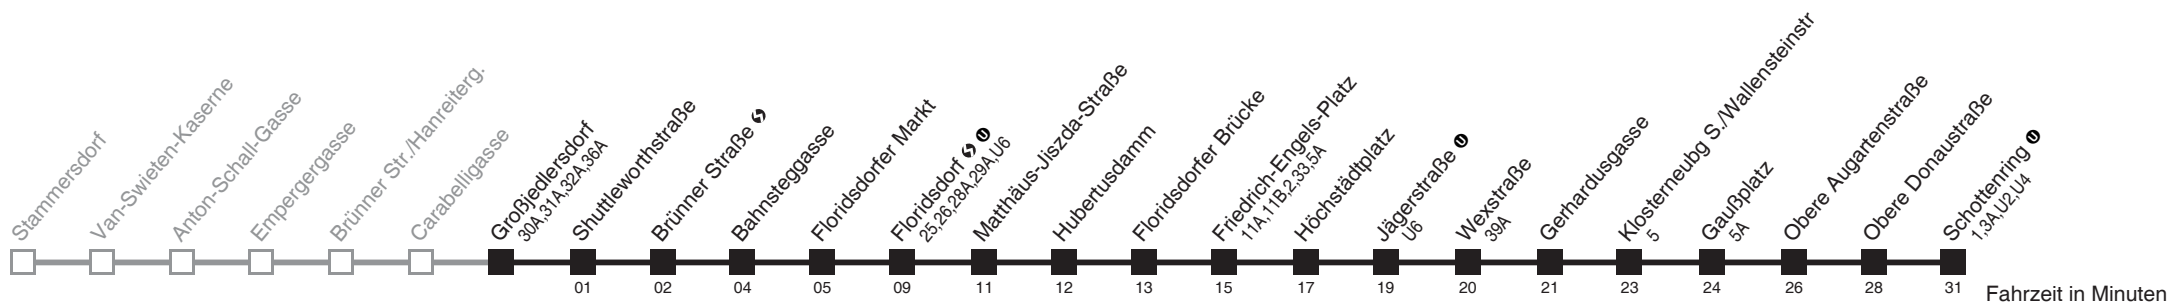 Stammersdorf
Van-Swieten-Kaserne
Anton-Schall-Gasse
Empergergasse
Brünner Str./Hanreiterg.
Carabelligasse
Großjedlersdorf
30A,31A,32A,36A
Shuttleworthstraße
Brünner Straße
Bahnsteggasse
Floridsdorfer Markt
Floridsdorf U
25,26,28A,29A,U6
Matthäus-Jiszda-Straße
Hubertusdamm
Floridsdorfer Brücke
Friedrich-Engels-Platz
11A,11B,2,33,5A
Höchstädtplatz
Jägerstraße U
U6
Wexstraße
39A
Gerhardusgasse
Klosterneubg S./Wallensteinstr
5
Gaußplatz
5A
Obere Augartenstraße
Obere Donaustraße
Schottenring U
1,3A,U2,U4
01 02 04 05 09 11 12 13 15 17 19 20 21 23 24 26 28 31 Fahrzeit in Minuten